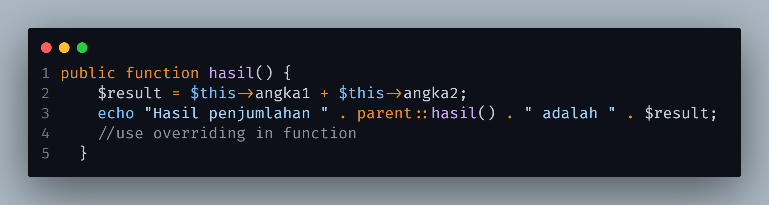 1 public function hasil() {
2 $result = $this->angka1 + $this->angka2;
3 echo "Hasil penjumlahan " . parent::hasil() . " adalah " . $result;
4 //use overriding in function
5 }